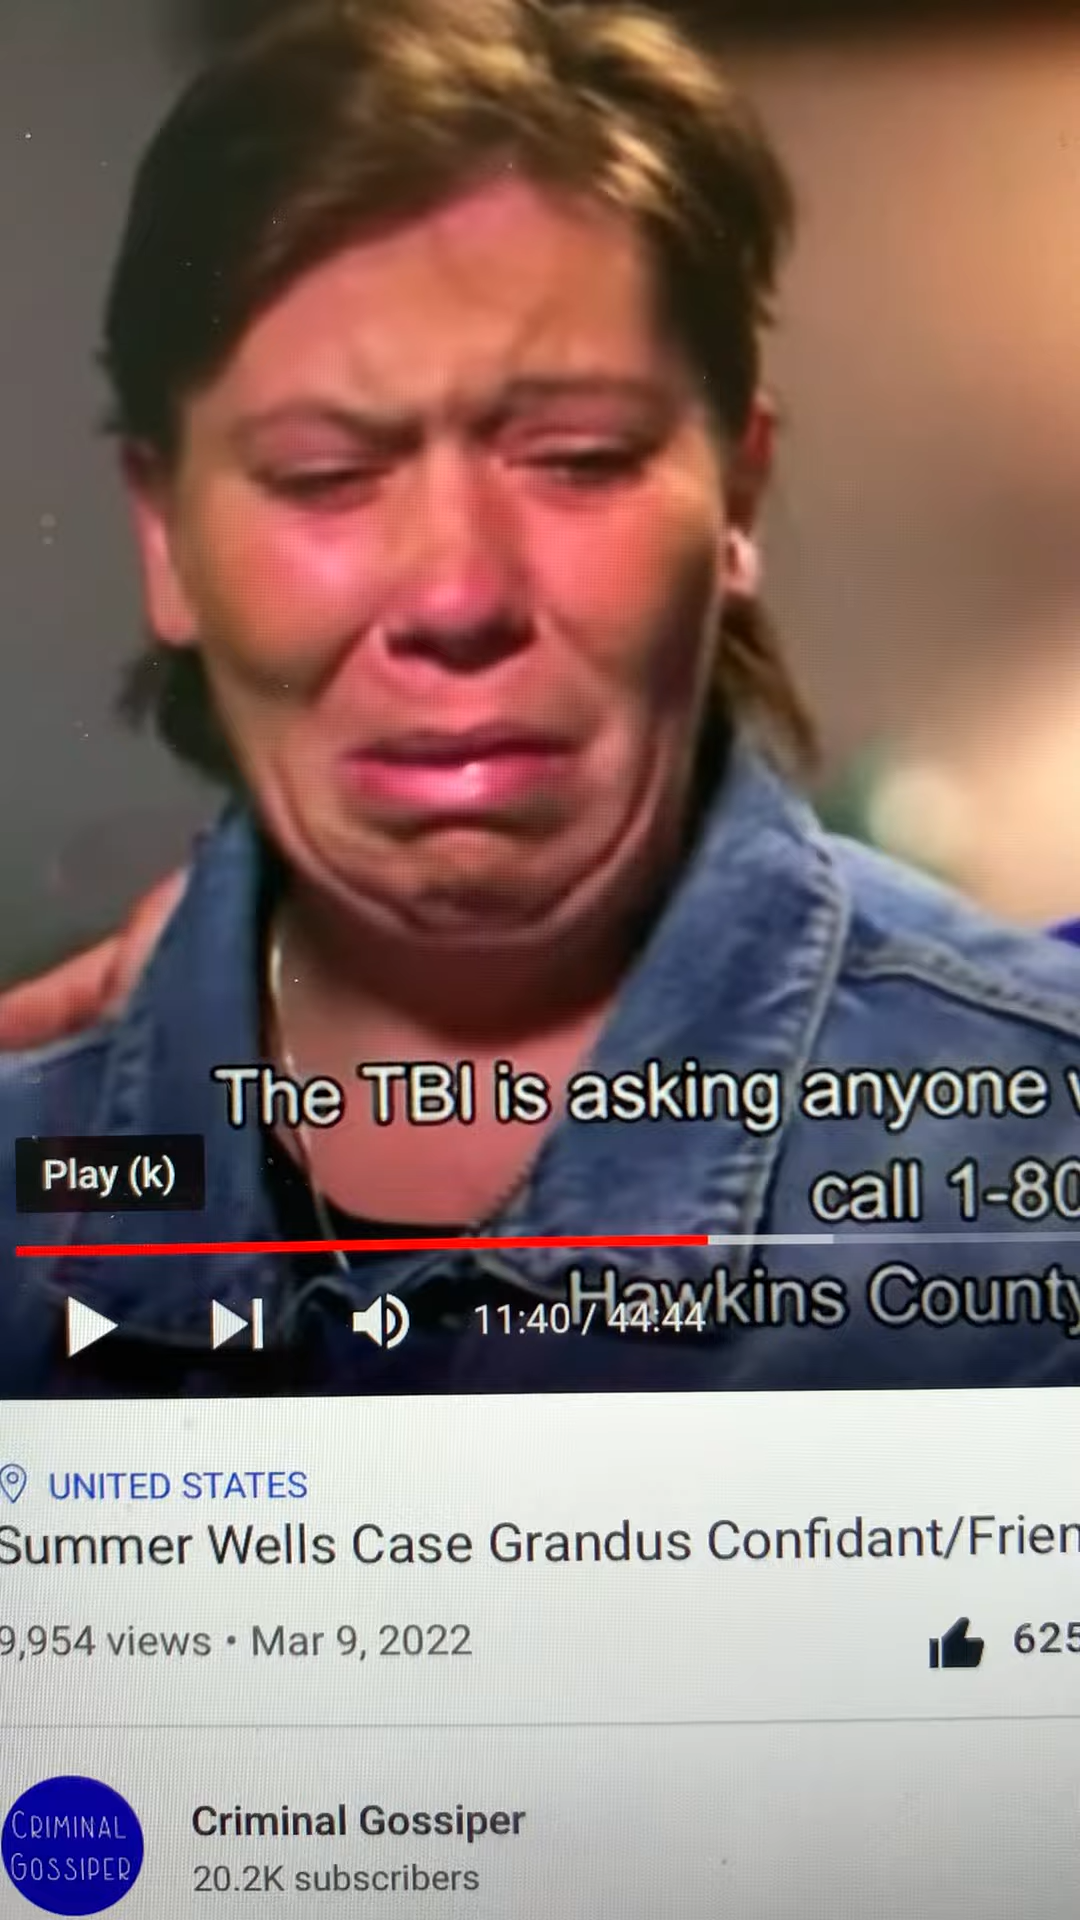 The TBI is asking anyone
call 1-80
Play (k)
Hawkins County
11:40 / 44:44
UNITED STATES
Summer Wells Case Grandus Confidant/Frien
9,954 views • Mar 9, 2022
625
CRIMINAL
GOSSIPER
Criminal Gossiper
20.2K subscribers